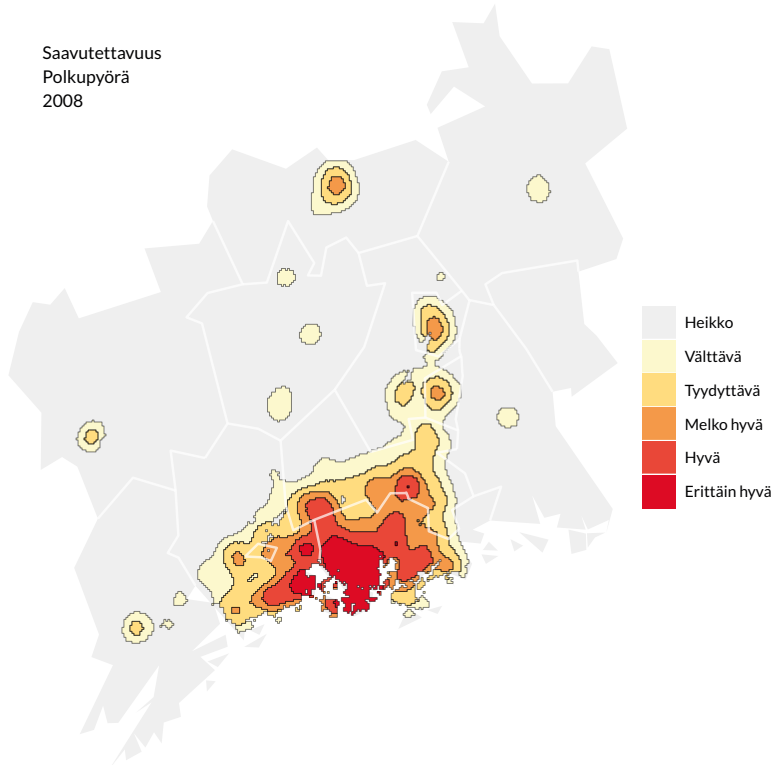 Saavutettavuus
Polkupyörä
2008
Heikko
Välttävä
Tyydyttävä
Melko hyvä
Hyvä
Erittäin hyvä